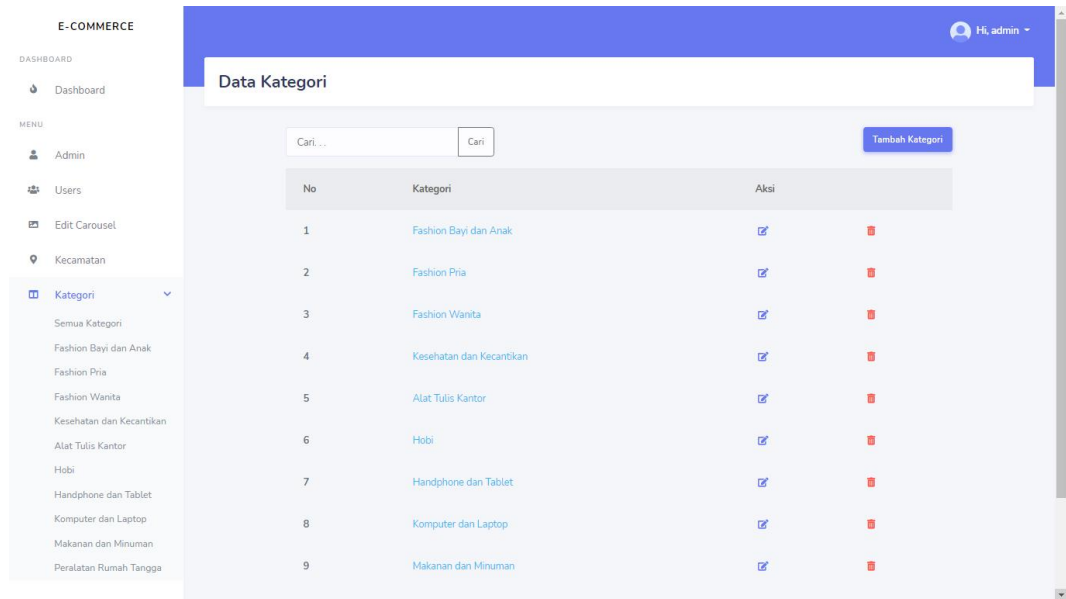 E-COMMERCE
Hi, admin
DASHBOARD
Dashboard
MENU
Admin
Users
Edit Carousel
Kecamatan
Kategori
Semua Kategori
Fashion Bayi dan Anak
Fashion Pria
Fashion Wanita
Kesehatan dan Kecantikan
Alat Tulis Kantor
Hobi
Handphone dan Tablet
Komputer dan Laptop
Makanan dan Minuman
Peralatan Rumah Tangga
Data Kategori
Cari. . . Cari Tambah Kategori
No Kategori Aksi
1 Fashion Bayi dan Anak
2 Fashion Pria
3 Fashion Wanita
4 Kesehatan dan Kecantikan
5 Alat Tulis Kantor
6 Hobi
7 Handphone dan Tablet
8 Komputer dan Laptop
9 Makanan dan Minuman